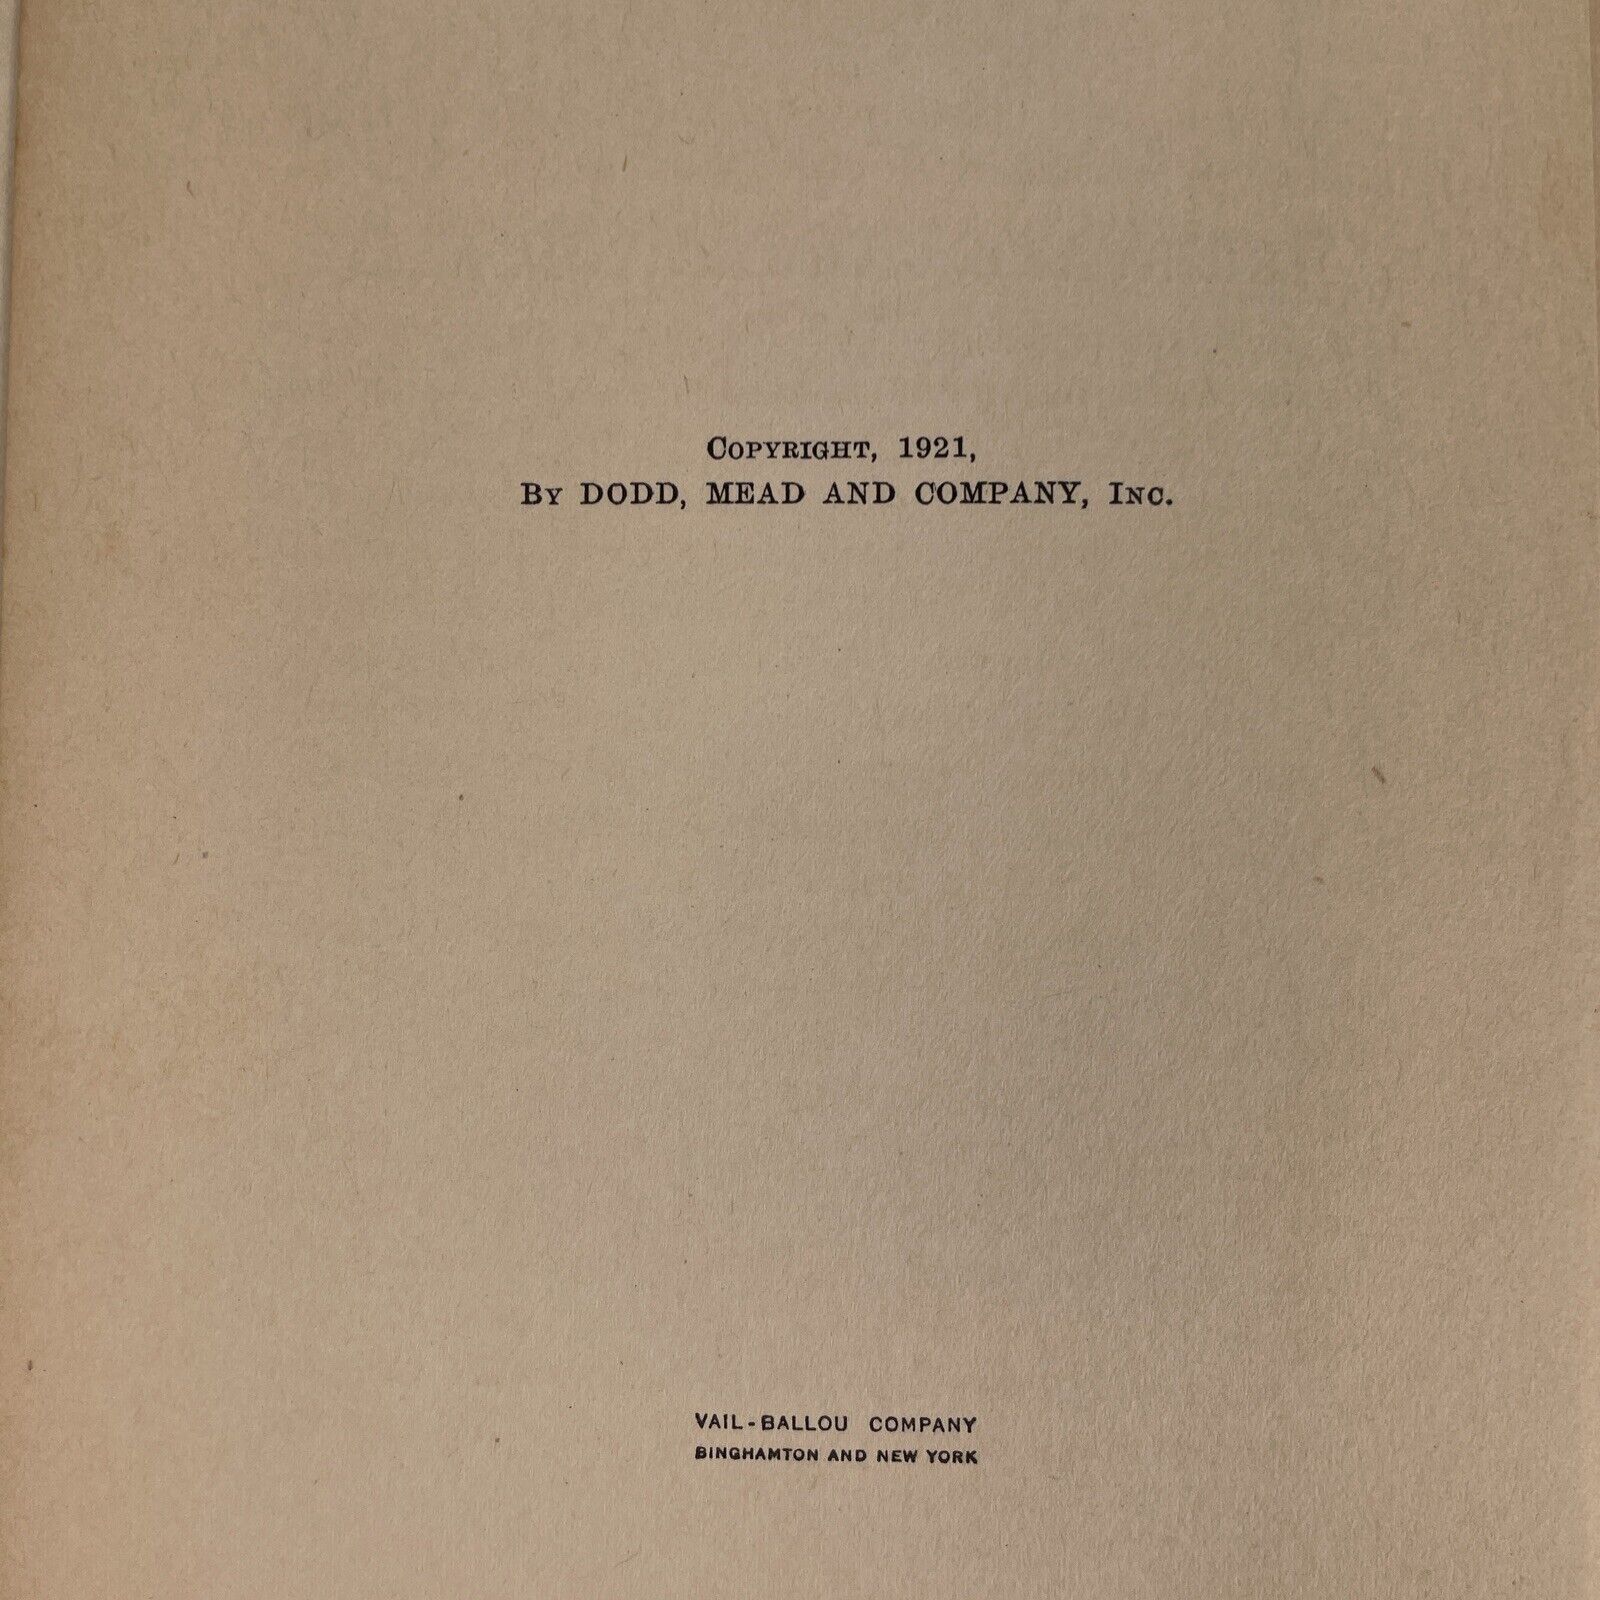 Copyright, 1921,
By DODD, MEAD AND COMPANY, Inc.
VAIL-BALLOU COMPANY
BINGHAMTON AND NEW YORK